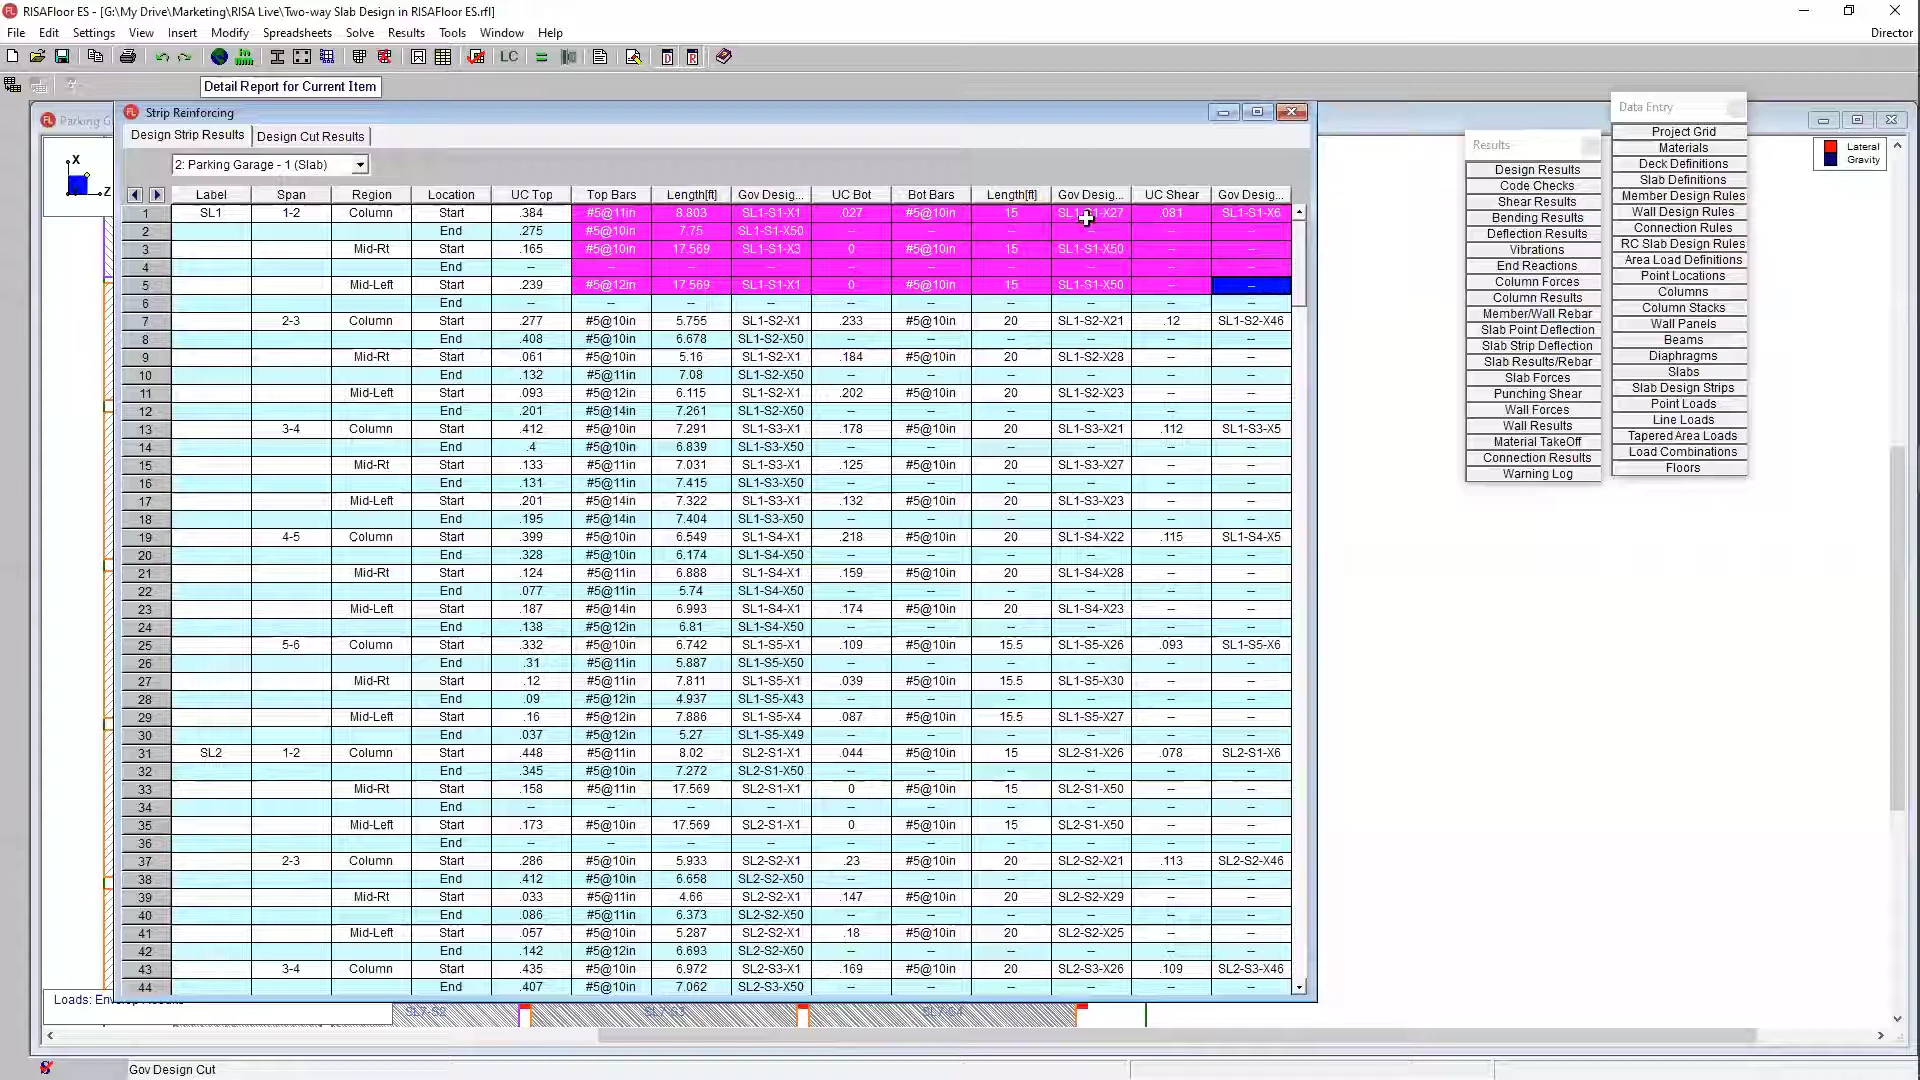 RISAFloor ES - [G:\My Drive\Marketing\RISA Live\Two-way Slab Design in RISAFloor ES.rfl]
File Edit Settings View Insert Modify Spreadsheets Solve Results Tools Window Help
Director
LC
Detail Report for Current Item
Parking G
Strip Reinforcing
Design Strip Results Design Cut Results
2: Parking Garage - 1 (Slab)
X
Z
Label Span Region Location UC Top Top Bars Length[ft] Gov Desig... UC Bot Bot Bars Length[ft] Gov Desig... UC Shear Gov Desig...
1 SL1 1-2 Column Start .384 #5@11in 8.803 SL1-S1-X1 .027 #5@10in 15 SL1-S1-X27 .081 SL1-S1-X6
2 End .275 #5@10in 7.75 SL1-S1-X50 -- -- -- -- -- --
3 Mid-Rt Start .165 #5@10in 17.569 SL1-S1-X3 0 #5@10in 15 SL1-S1-X50 -- --
4 End -- -- -- -- -- -- -- -- -- --
5 Mid-Left Start .239 #5@12in 17.569 SL1-S1-X1 0 #5@10in 15 SL1-S1-X50 -- --
6 End -- -- -- -- -- -- -- -- -- --
7 2-3 Column Start .277 #5@10in 5.755 SL1-S2-X1 .233 #5@10in 20 SL1-S2-X21 .12 SL1-S2-X46
8 End .408 #5@10in 6.678 SL1-S2-X50 -- -- -- -- -- --
9 Mid-Rt Start .061 #5@11in 5.16 SL1-S2-X1 .184 #5@10in 20 SL1-S2-X28 -- --
10 End .132 #5@11in 7.08 SL1-S2-X50 -- -- -- -- -- --
11 Mid-Left Start .093 #5@12in 6.115 SL1-S2-X1 .202 #5@10in 20 SL1-S2-X23 -- --
12 End .201 #5@14in 7.261 SL1-S2-X50 -- -- -- -- -- --
13 3-4 Column Start .412 #5@10in 7.291 SL1-S3-X1 .178 #5@10in 20 SL1-S3-X21 .112 SL1-S3-X5
14 End .4 #5@10in 6.839 SL1-S3-X50 -- -- -- -- -- --
15 Mid-Rt Start .133 #5@11in 7.031 SL1-S3-X1 .125 #5@10in 20 SL1-S3-X27 -- --
16 End .131 #5@11in 7.415 SL1-S3-X50 -- -- -- -- -- --
17 Mid-Left Start .201 #5@14in 7.322 SL1-S3-X1 .132 #5@10in 20 SL1-S3-X23 -- --
18 End .195 #5@14in 7.404 SL1-S3-X50 -- -- -- -- -- --
19 4-5 Column Start .399 #5@10in 6.549 SL1-S4-X1 .218 #5@10in 20 SL1-S4-X22 .115 SL1-S4-X5
20 End .328 #5@10in 6.174 SL1-S4-X50 -- -- -- -- -- --
21 Mid-Rt Start .124 #5@11in 6.888 SL1-S4-X1 .159 #5@10in 20 SL1-S4-X28 -- --
22 End .077 #5@11in 5.74 SL1-S4-X50 -- -- -- -- -- --
23 Mid-Left Start .187 #5@14in 6.993 SL1-S4-X1 .174 #5@10in 20 SL1-S4-X23 -- --
24 End .138 #5@12in 6.81 SL1-S4-X50 -- -- -- -- -- --
25 5-6 Column Start .332 #5@10in 6.742 SL1-S5-X1 .109 #5@10in 15.5 SL1-S5-X26 .093 SL1-S5-X6
26 End .31 #5@11in 5.887 SL1-S5-X50 -- -- -- -- -- --
27 Mid-Rt Start .12 #5@11in 7.811 SL1-S5-X1 .039 #5@10in 15.5 SL1-S5-X30 -- --
28 End .09 #5@12in 4.937 SL1-S5-X43 -- -- -- -- -- --
29 Mid-Left Start .16 #5@12in 7.886 SL1-S5-X4 .087 #5@10in 15.5 SL1-S5-X27 -- --
30 End .037 #5@12in 5.27 SL1-S5-X49 -- -- -- -- -- --
31 SL2 1-2 Column Start .448 #5@11in 8.02 SL2-S1-X1 .044 #5@10in 15 SL2-S1-X26 .078 SL2-S1-X6
32 End .345 #5@10in 7.272 SL2-S1-X50 -- -- -- -- -- --
33 Mid-Rt Start .158 #5@11in 17.569 SL2-S1-X1 0 #5@10in 15 SL2-S1-X50 -- --
34 End -- -- -- -- -- -- -- -- -- --
35 Mid-Left Start .173 #5@10in 17.569 SL2-S1-X1 0 #5@10in 15 SL2-S1-X50 -- --
36 End -- -- -- -- -- -- -- -- -- --
37 2-3 Column Start .286 #5@10in 5.933 SL2-S2-X1 .23 #5@10in 20 SL2-S2-X21 .113 SL2-S2-X46
38 End .412 #5@10in 6.658 SL2-S2-X50 -- -- -- -- -- --
39 Mid-Rt Start .033 #5@11in 4.66 SL2-S2-X1 .147 #5@10in 20 SL2-S2-X29 -- --
40 End .086 #5@11in 6.373 SL2-S2-X50 -- -- -- -- -- --
41 Mid-Left Start .057 #5@10in 5.287 SL2-S2-X1 .18 #5@10in 20 SL2-S2-X25 -- --
42 End .142 #5@12in 6.693 SL2-S2-X50 -- -- -- -- -- --
43 3-4 Column Start .435 #5@10in 6.972 SL2-S3-X1 .169 #5@10in 20 SL2-S3-X26 .109 SL2-S3-X46
44 End .407 #5@10in 7.062 SL2-S3-X50 -- -- -- -- -- --
Results
Design Results
Code Checks
Shear Results
Bending Results
Deflection Results
Vibrations
End Reactions
Column Forces
Column Results
Member/Wall Rebar
Slab Point Deflection
Slab Strip Deflection
Slab Results/Rebar
Slab Forces
Punching Shear
Wall Forces
Wall Results
Material TakeOff
Connection Results
Warning Log
Data Entry
Project Grid
Materials
Deck Definitions
Slab Definitions
Member Design Rules
Wall Design Rules
Connection Rules
RC Slab Design Rules
Area Load Definitions
Point Locations
Columns
Column Stacks
Wall Panels
Beams
Diaphragms
Slabs
Slab Design Strips
Point Loads
Line Loads
Tapered Area Loads
Load Combinations
Floors
Lateral
Gravity
Loads: Envelop Results
SL7-S2 SL7-S3 SL7-S4
Gov Design Cut